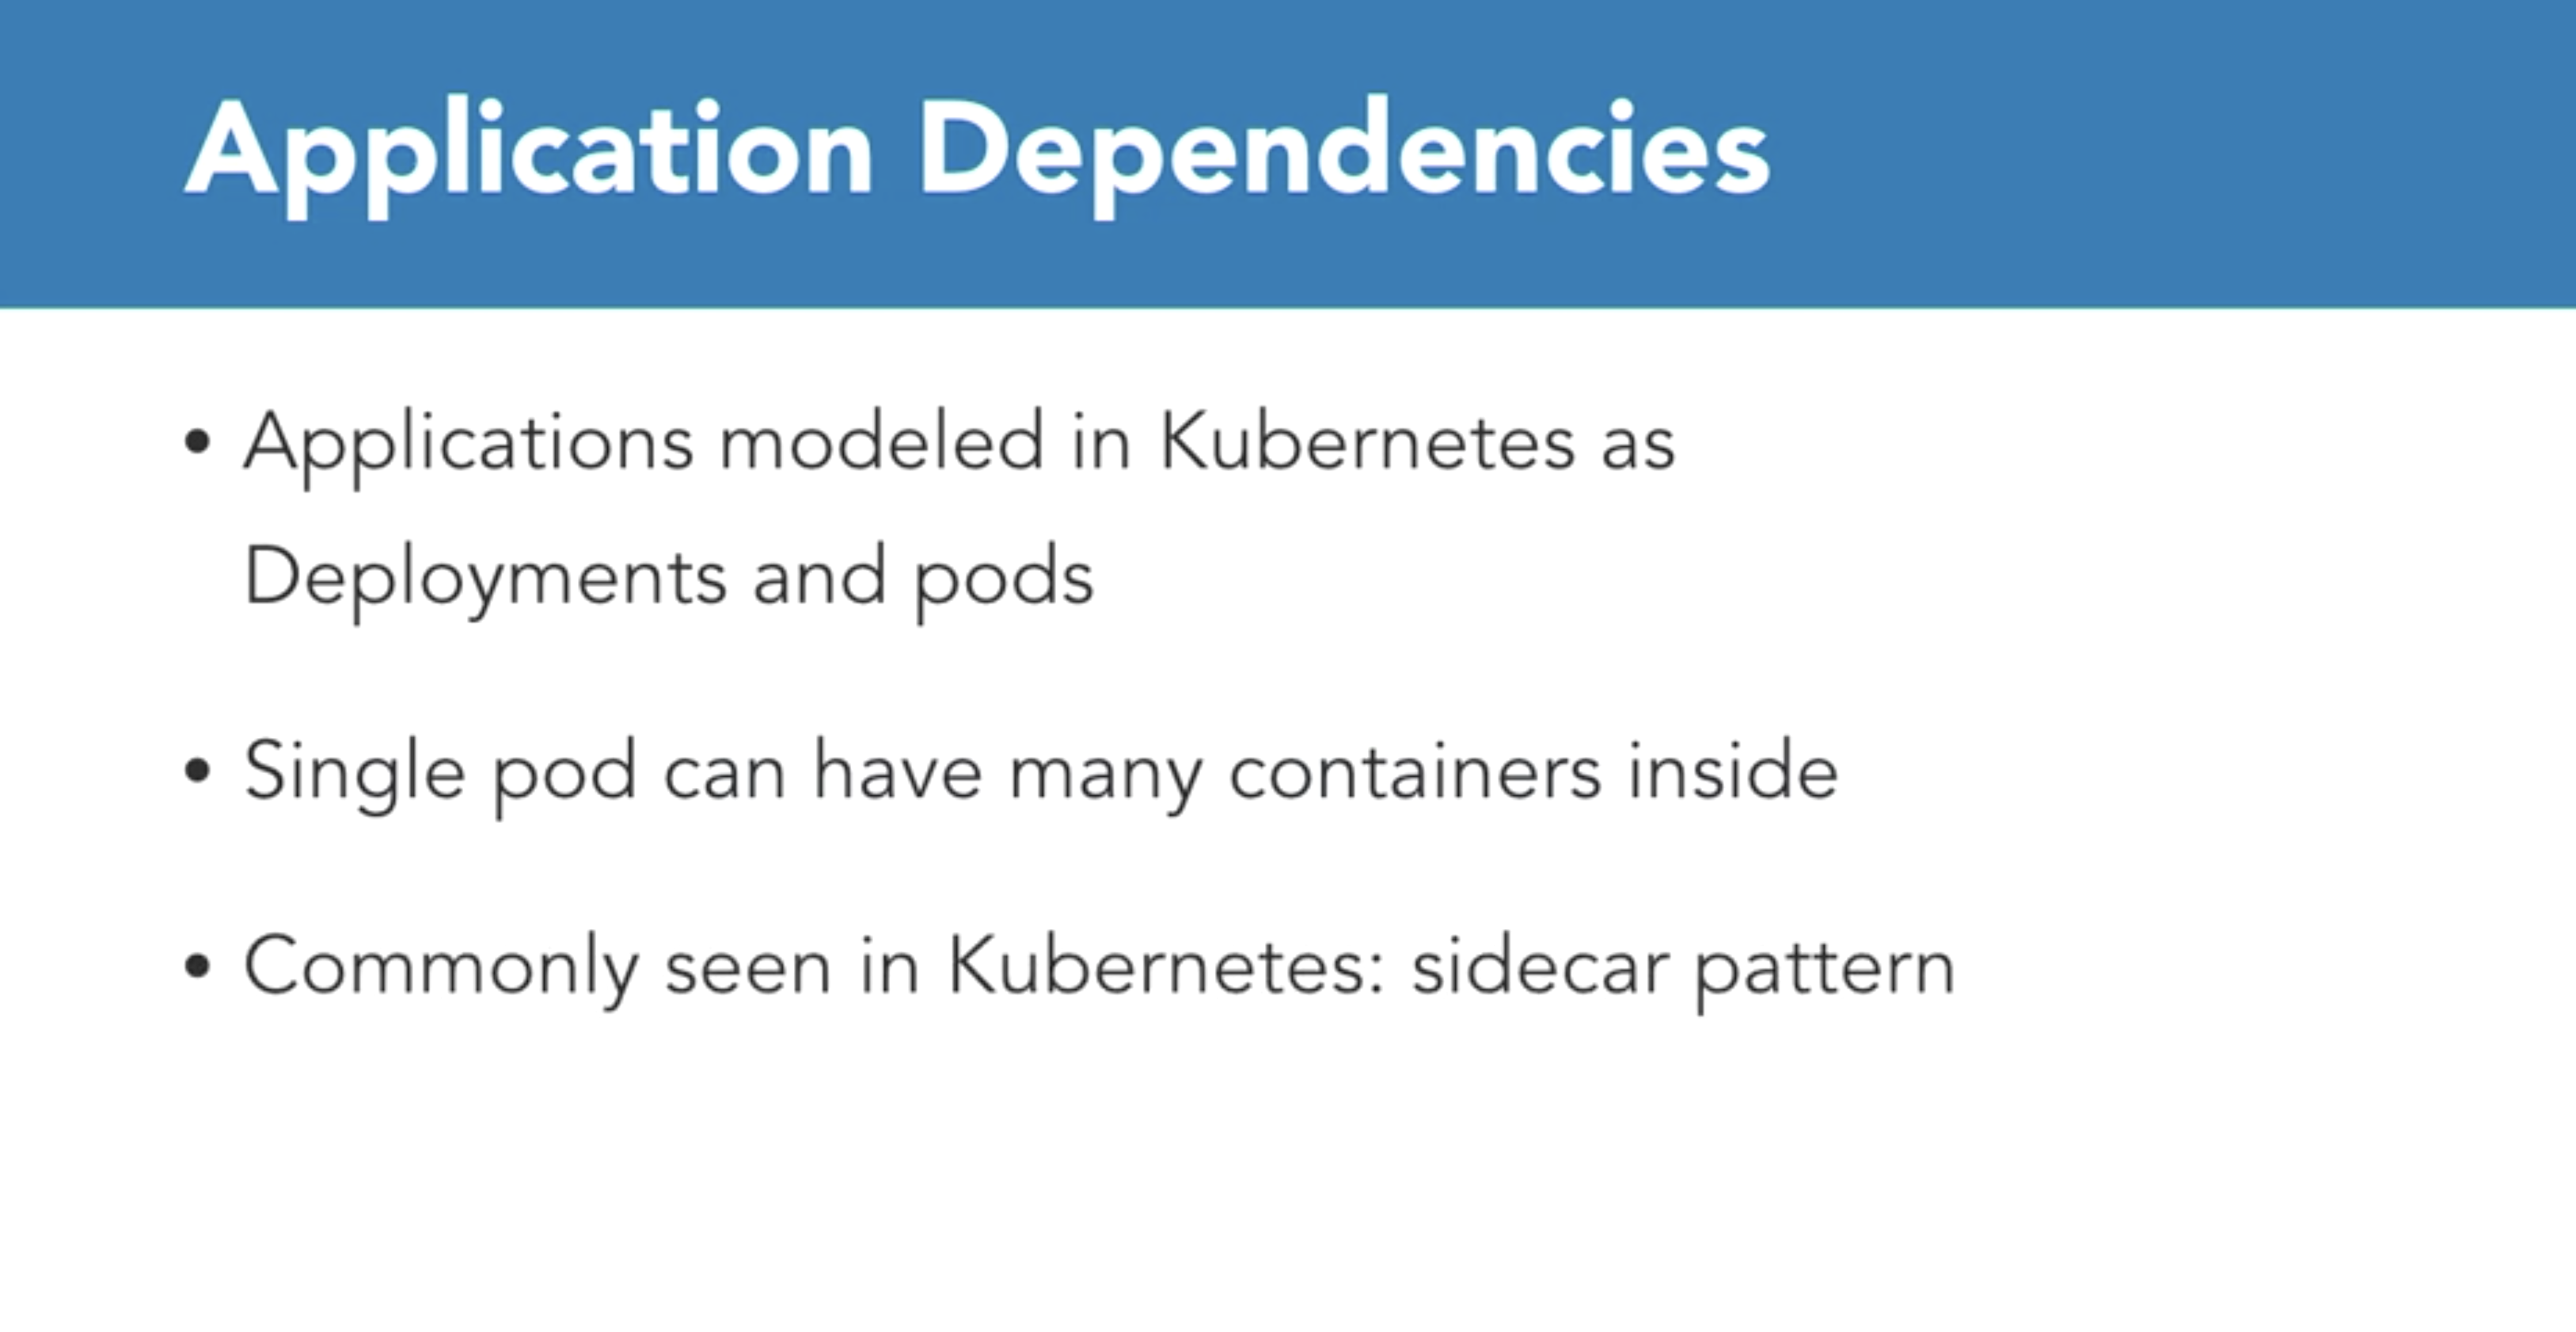 Application Dependencies
• Applications modeled in Kubernetes as
Deployments and pods
• Single pod can have many containers inside
• Commonly seen in Kubernetes: sidecar pattern